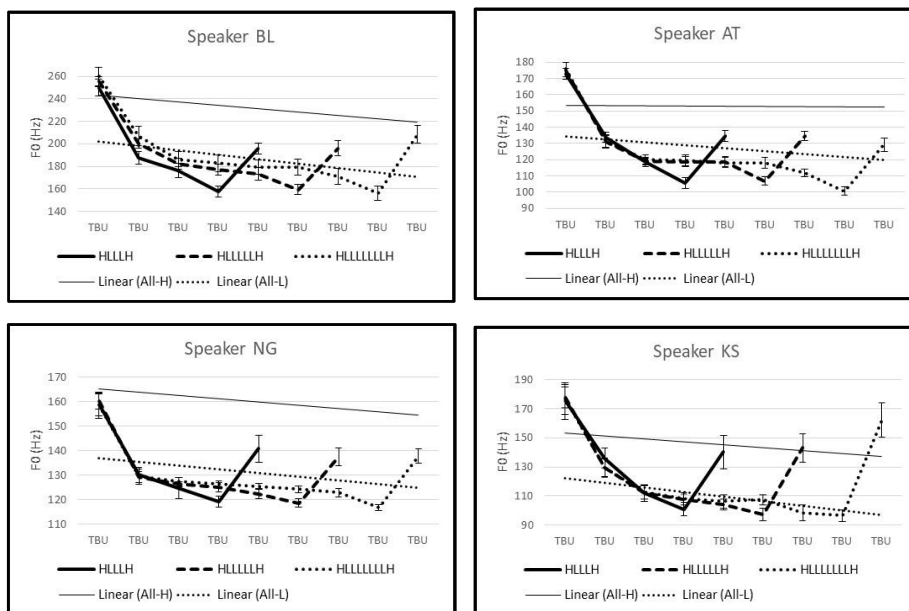 Speaker BL
F0 (Hz)
260
240
220
200
180
160
140
TBU TBU TBU TBU TBU TBU TBU TBU TBU
HLLLH HLLLLLH HLLLLLLLH
Linear (All-H) Linear (All-L)
Speaker AT
F0 (Hz)
180
170
160
150
140
130
120
110
100
90
TBU TBU TBU TBU TBU TBU TBU TBU TBU
HLLLH HLLLLLH HLLLLLLLH
Linear (All-H) Linear (All-L)
Speaker NG
F0 (Hz)
170
160
150
140
130
120
110
TBU TBU TBU TBU TBU TBU TBU TBU TBU
HLLLH HLLLLLH HLLLLLLLH
Linear (All-H) Linear (All-L)
Speaker KS
F0 (Hz)
190
170
150
130
110
90
TBU TBU TBU TBU TBU TBU TBU TBU TBU
HLLLH HLLLLLH HLLLLLLLH
Linear (All-H) Linear (All-L)